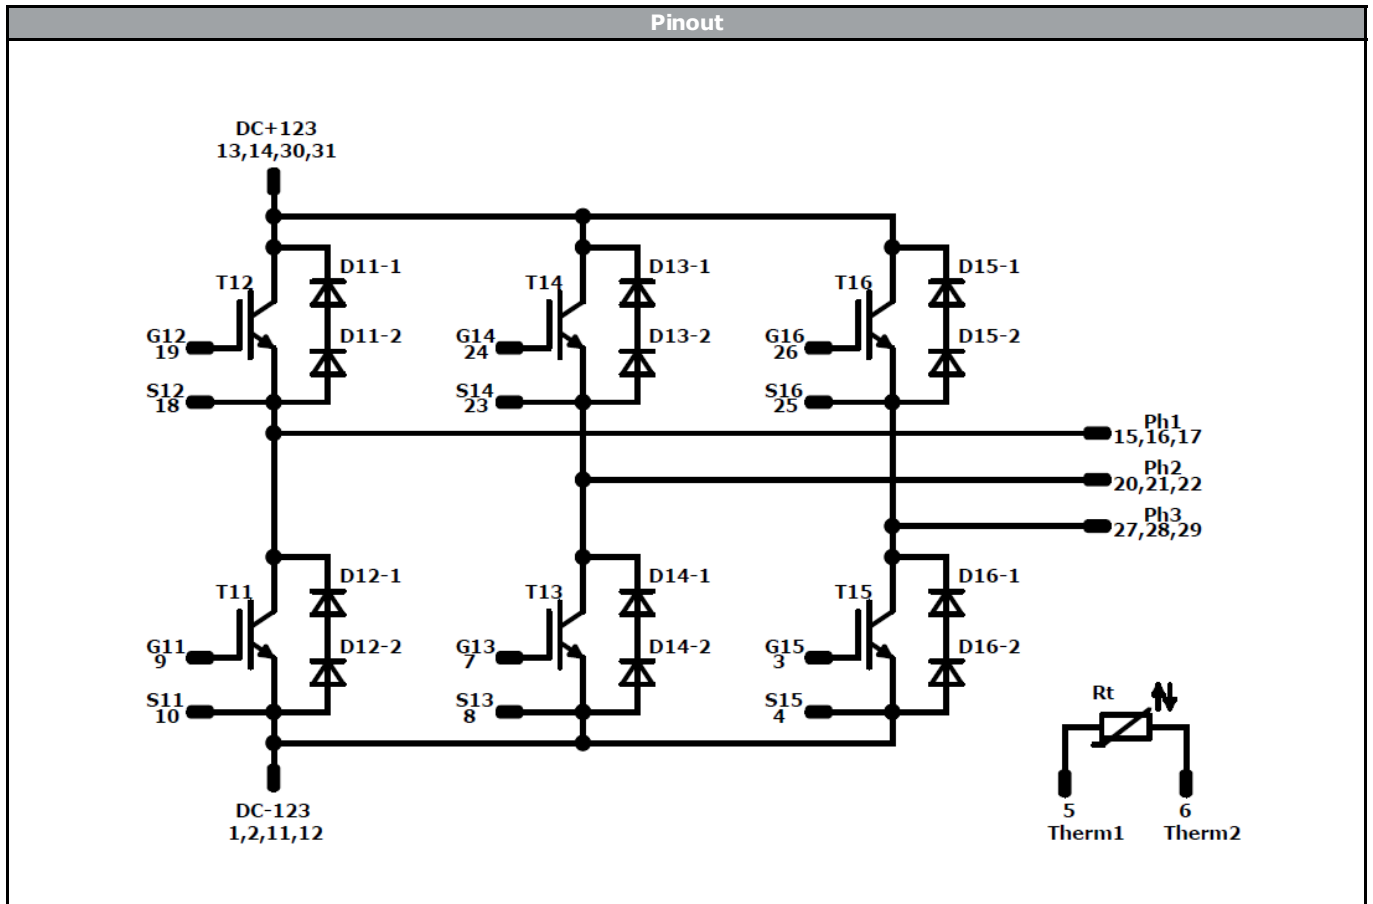 Pinout
DC+123
13,14,30,31
D11-1
D13-1
D15-1
T12
T14
T16
G12
19
D11-2
G14
24
D13-2
G16
26
D15-2
S12
18
S14
23
S16
25
Ph1
15,16,17
Ph2
20,21,22
Ph3
27,28,29
D12-1
D14-1
D16-1
T11
T13
T15
G11
9
D12-2
G13
7
D14-2
G15
3
D16-2
S11
10
S13
8
S15
4
Rt
DC-123
1,2,11,12
5
Therm1
6
Therm2